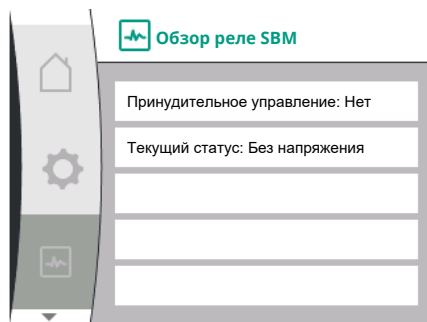 Обзор реле SBM
Принудительное управление: Нет
Текущий статус: Без напряжения